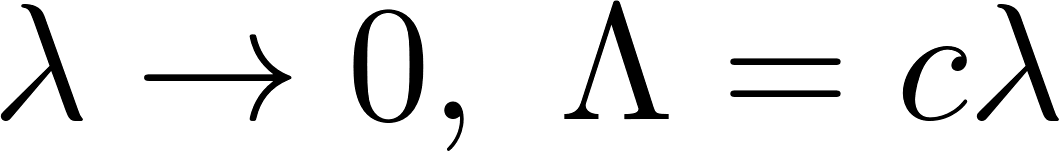 λ → 0, Λ = cλ